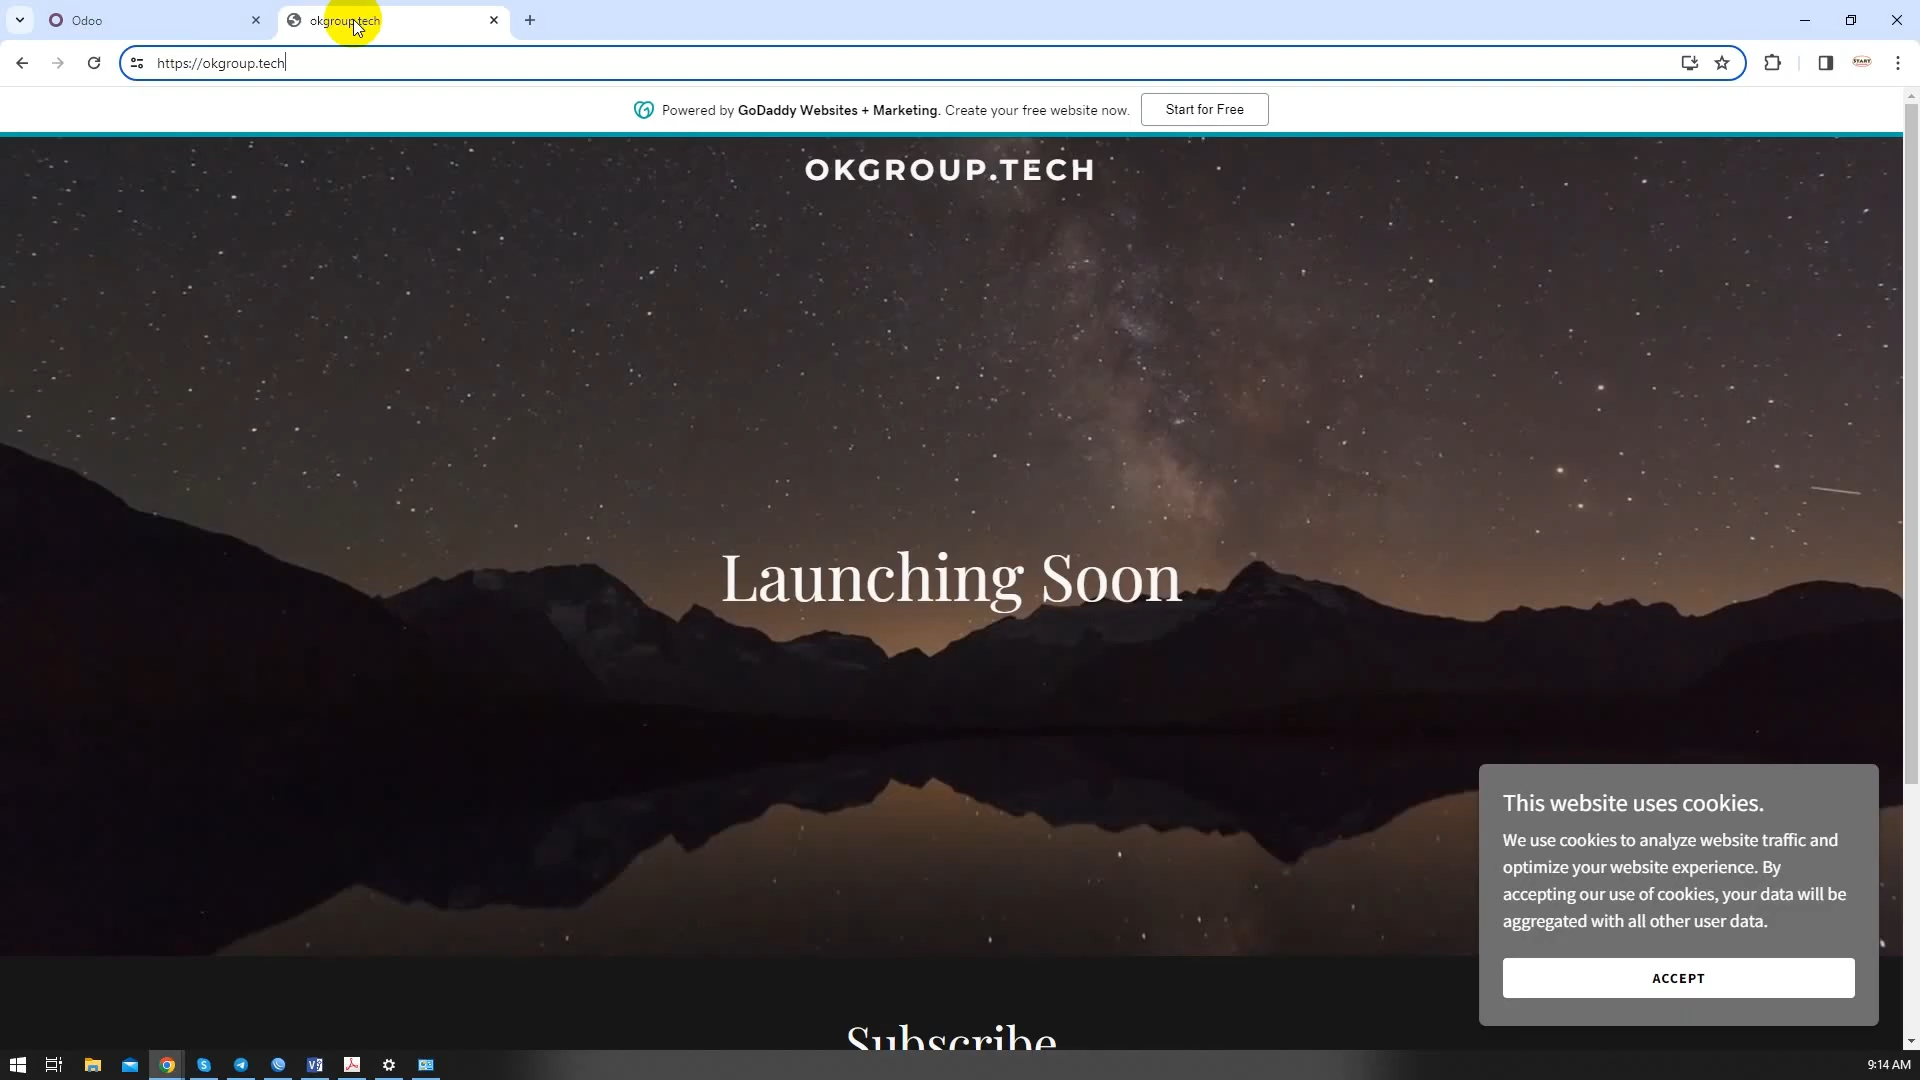 Odoo
okgroup.tech
https://okgroup.tech
START
Powered by GoDaddy Websites + Marketing. Create your free website now.
Start for Free
OKGROUP.TECH
Launching Soon
This website uses cookies.
We use cookies to analyze website traffic and
optimize your website experience. By
accepting our use of cookies, your data will be
aggregated with all other user data.
ACCEPT
Subscribe
9:14 AM